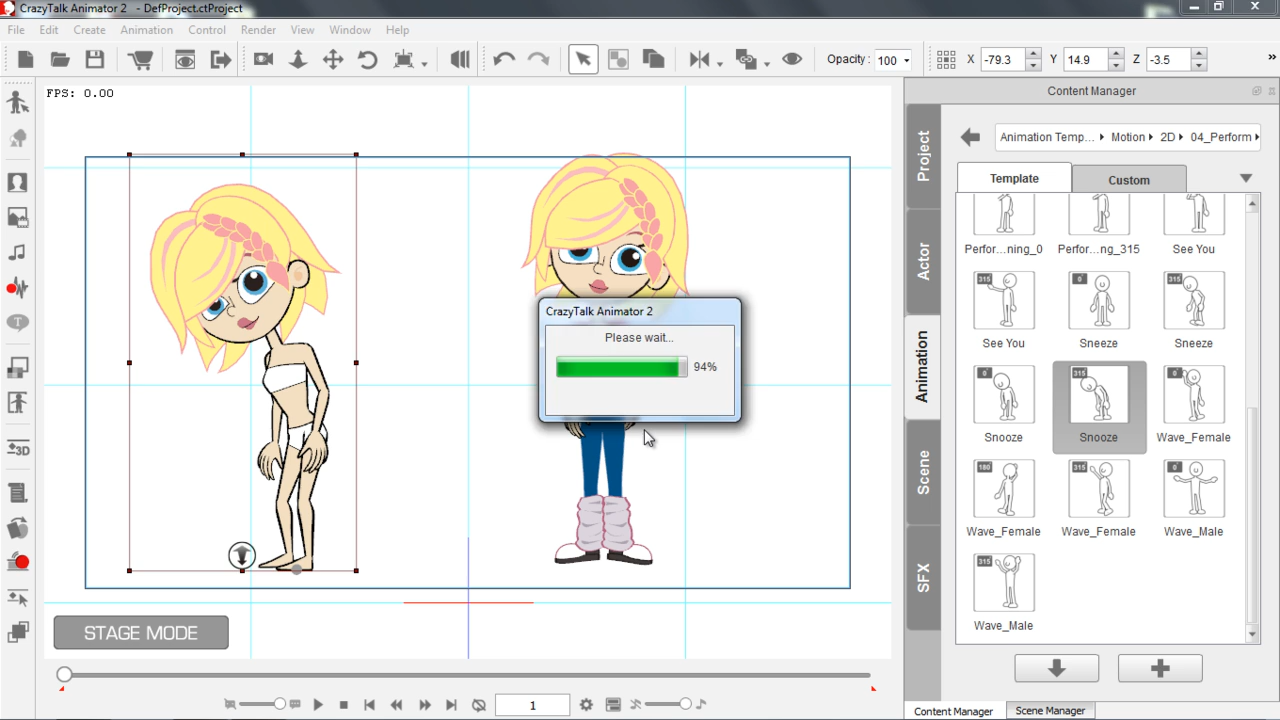 CrazyTalk Animator 2 - DefProject.ctProject
File Edit Create Animation Control Render View Window Help
Opacity : 100
X -79.3 Y 14.9 Z -3.5
FPS: 0.00
Content Manager
Animation Temp... Motion 2D 04_Perform
Template Custom
Project
Actor
Animation
Scene
SFX
Perfor...ning_0 Perfor...ng_315 See You
315 0 315
See You Sneeze Sneeze
0 315 0
Snooze Snooze Wave_Female
180 315 0
Wave_Female Wave_Female Wave_Male
315
Wave_Male
CrazyTalk Animator 2
Please wait...
94%
STAGE MODE
3D
T
1
Content Manager Scene Manager